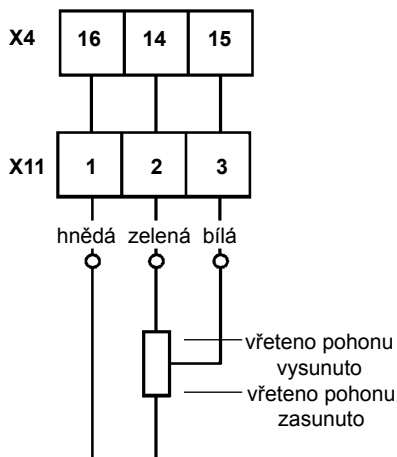 X4 16 14 15
X11 1 2 3
hnědá zelená bílá
vřeteno pohonu
vysunuto
vřeteno pohonu
zasunuto